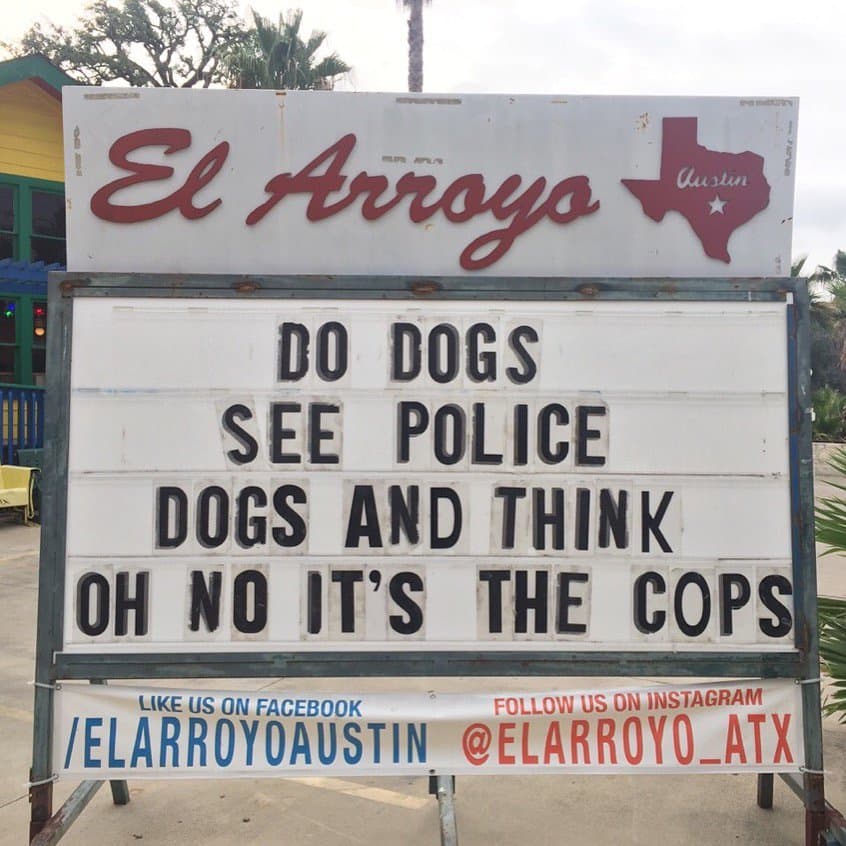 El Arroyo
Austin
DO DOGS
SEE POLICE
DOGS AND THINK
OH NO IT'S THE COPS
LIKE US ON FACEBOOK
/ELARROYOAUSTIN
FOLLOW US ON INSTAGRAM
@ELARROYO_ATX